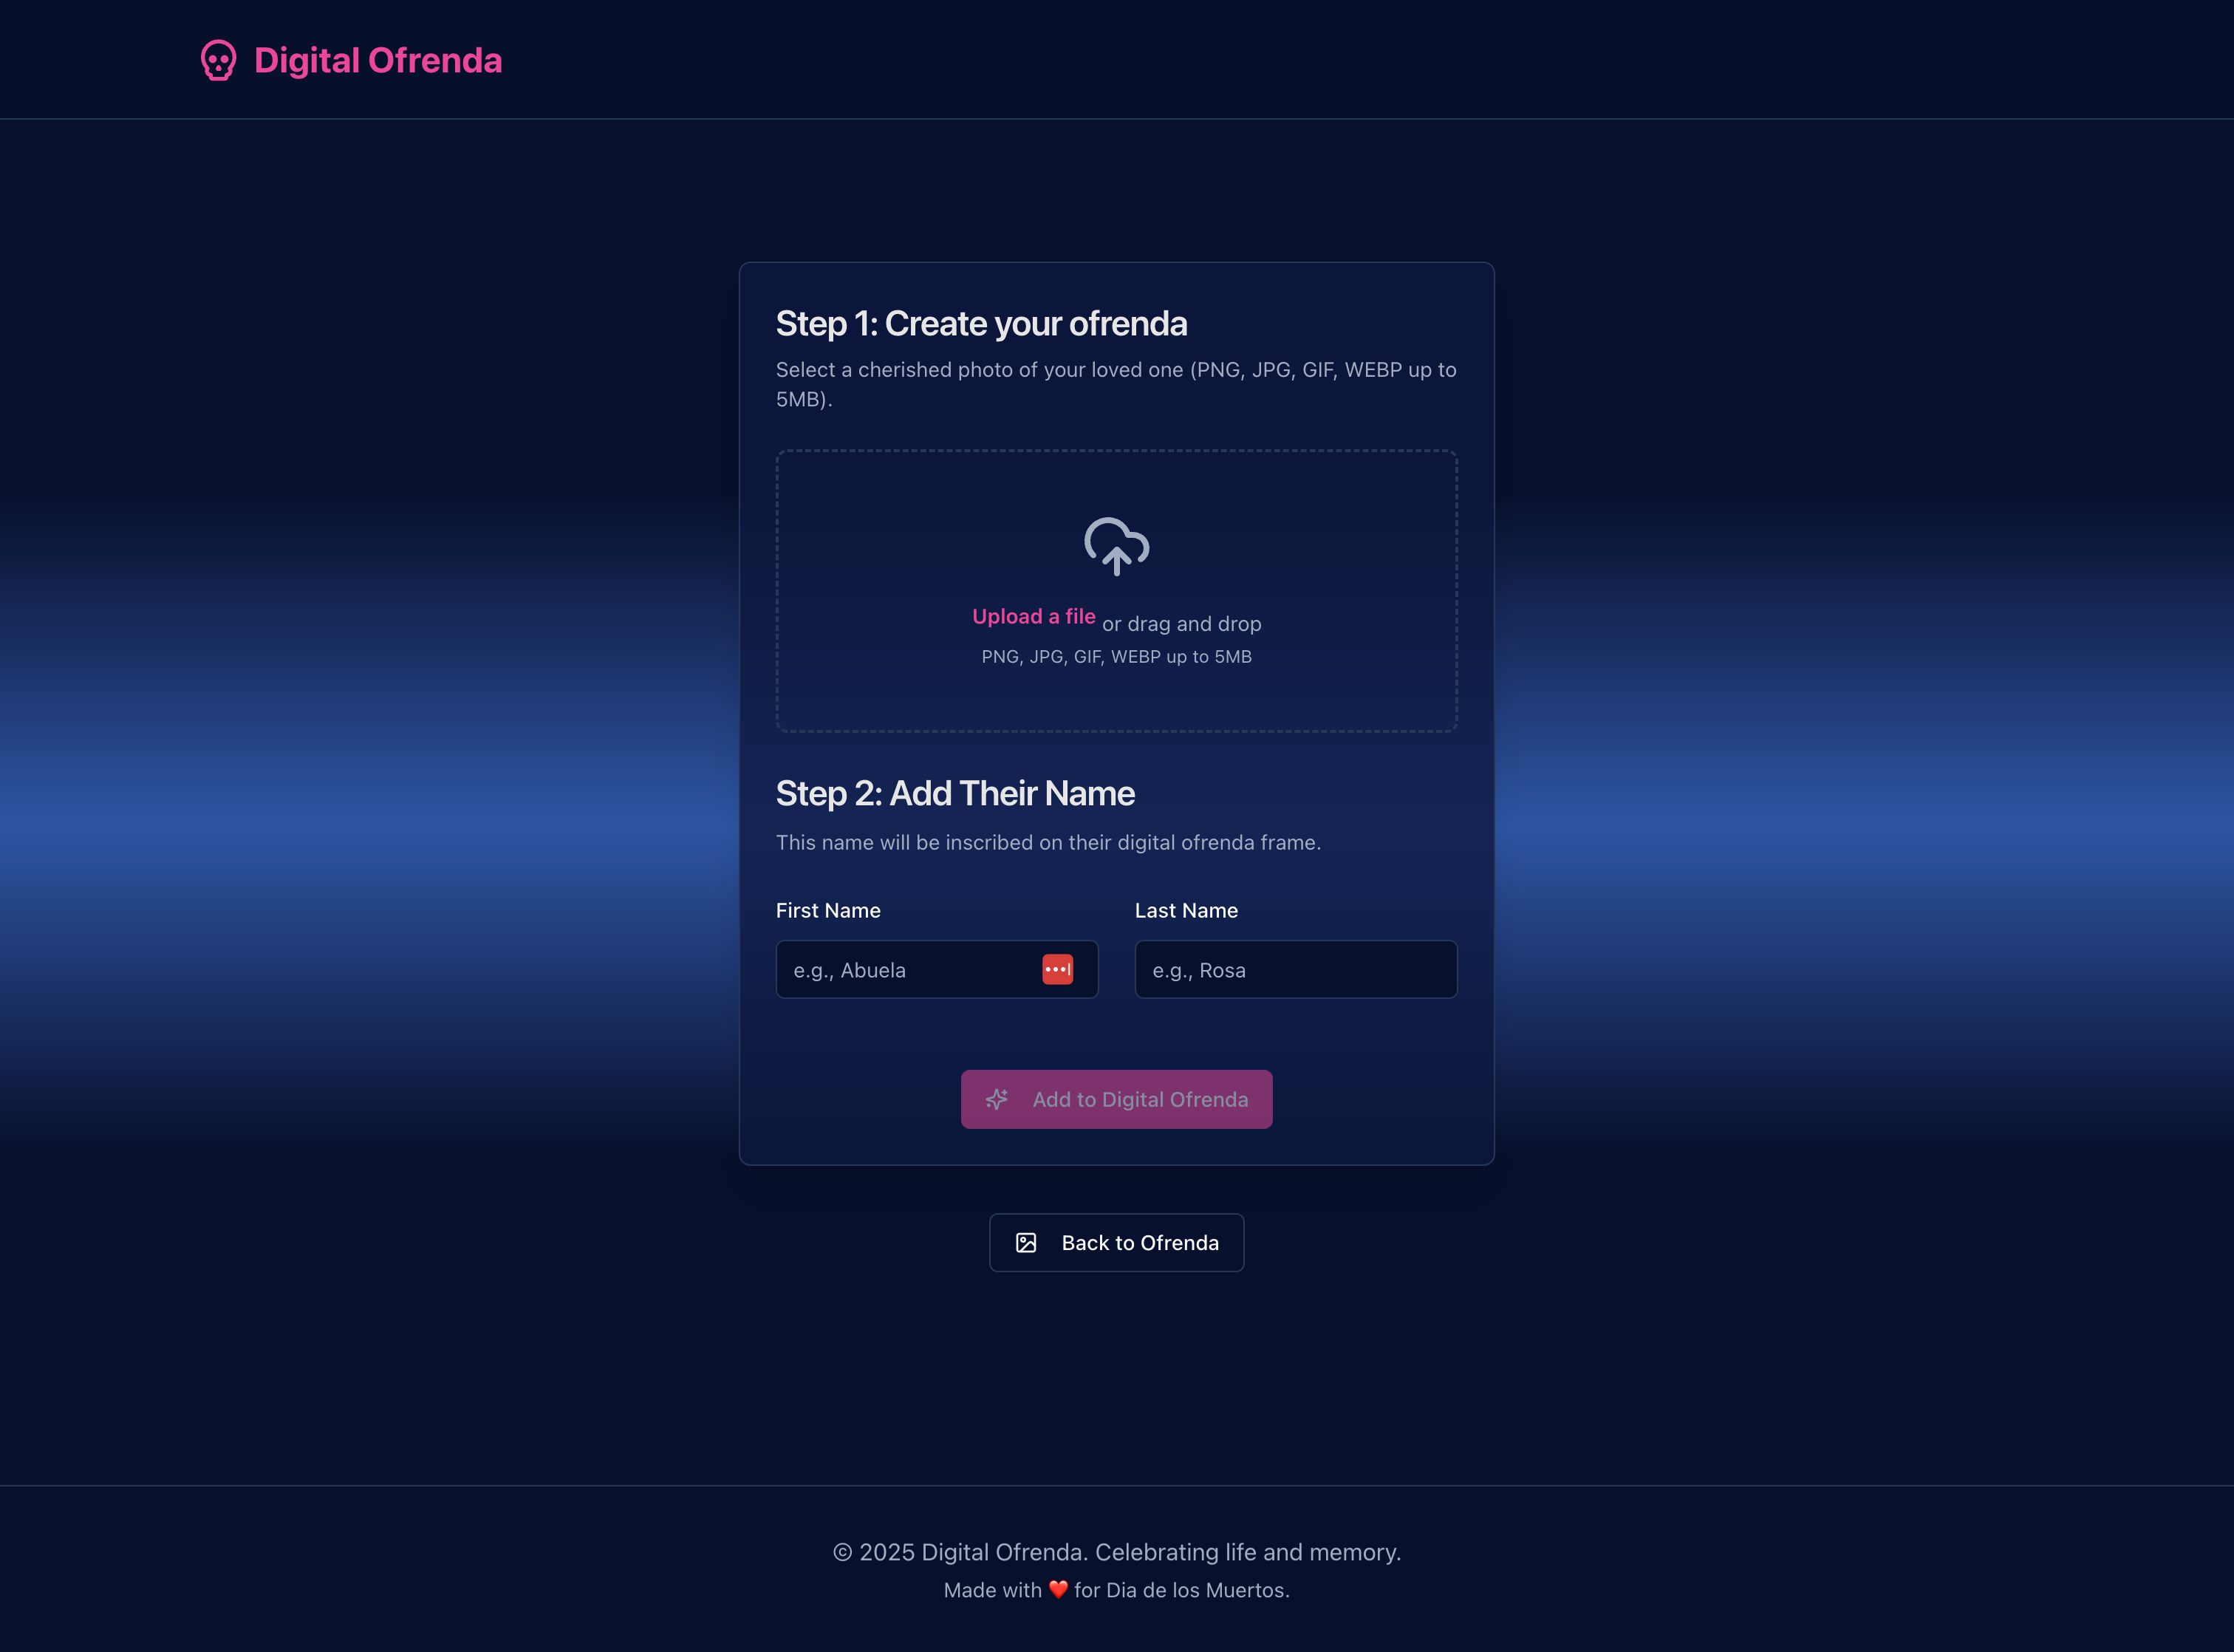 Digital Ofrenda
Step 1: Create your ofrenda
Select a cherished photo of your loved one (PNG, JPG, GIF, WEBP up to
5MB).
Upload a file or drag and drop
PNG, JPG, GIF, WEBP up to 5MB
Step 2: Add Their Name
This name will be inscribed on their digital ofrenda frame.
First Name
Last Name
e.g., Abuela
e.g., Rosa
Add to Digital Ofrenda
Back to Ofrenda
© 2025 Digital Ofrenda. Celebrating life and memory.
Made with ❤️ for Dia de los Muertos.